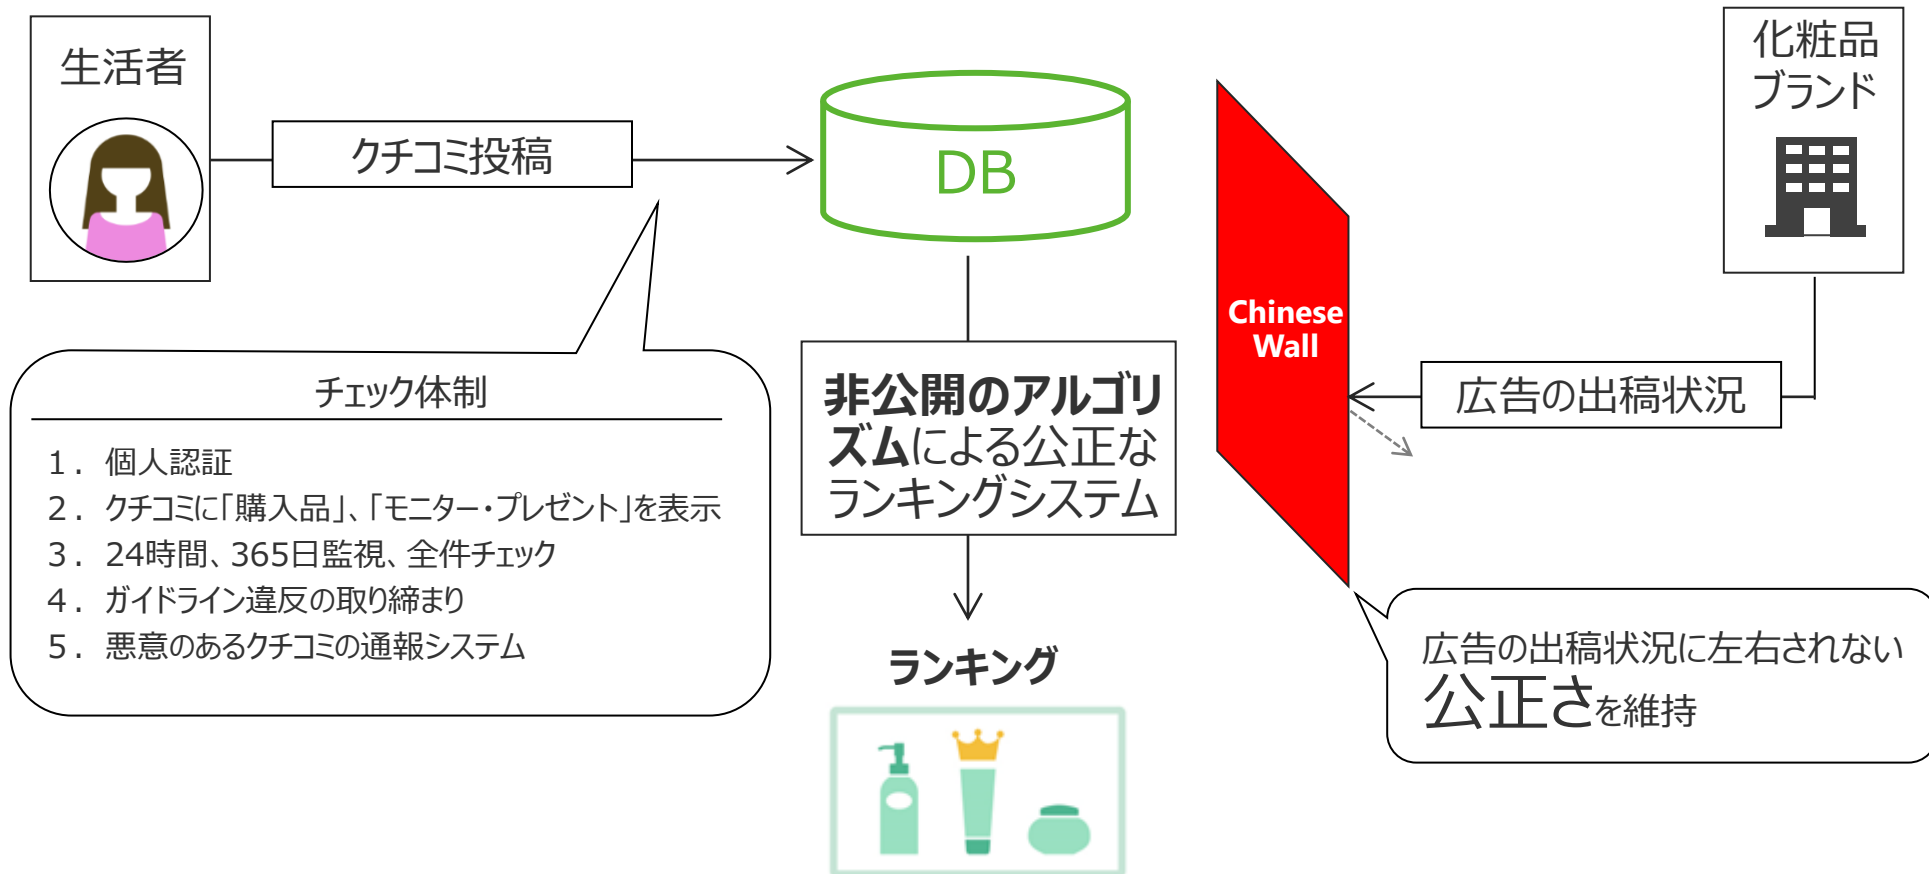 生活者
クチコミ投稿
DB
化粧品
ブランド
Chinese
Wall
広告の出稿状況
チェック体制
1. 個人認証
2. クチコミに「購入品」、「モニター・プレゼント」を表示
3. 24時間、365日監視、全件チェック
4. ガイドライン違反の取り締まり
5. 悪意のあるクチコミの通報システム
非公開のアルゴリ
ズムによる公正な
ランキングシステム
ランキング
広告の出稿状況に左右されない
公正さを維持